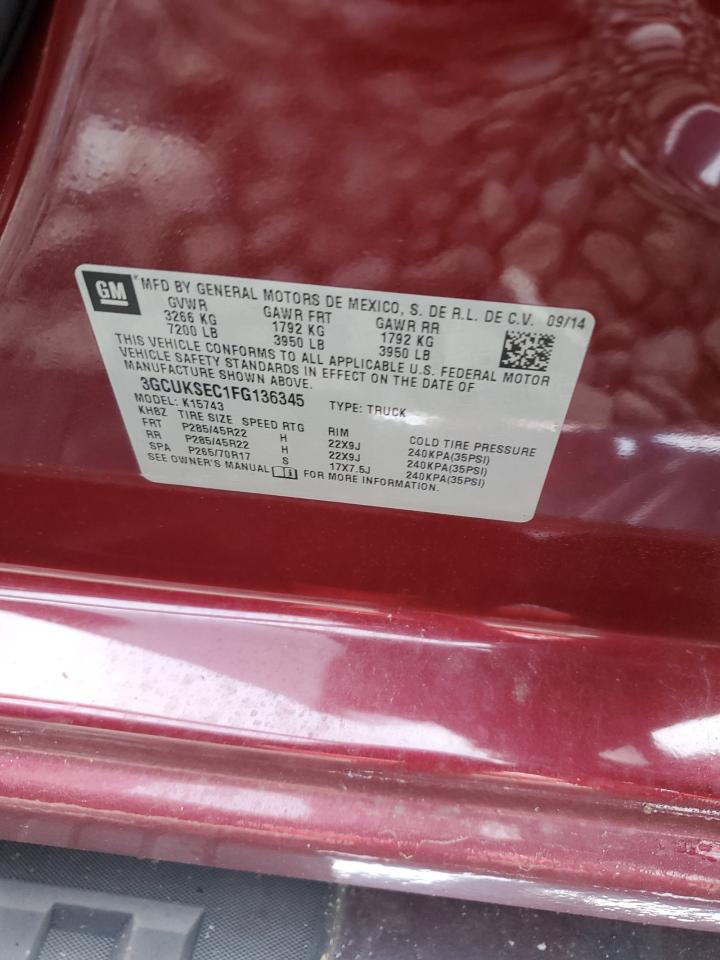 GM *MFD BY GENERAL MOTORS DE MEXICO, S. DE R.L. DE C.V. 09/14
GVWR GAWR FRT GAWR RR
3266 KG 1792 KG 1792 KG
7200 LB 3950 LB 3950 LB
THIS VEHICLE CONFORMS TO ALL APPLICABLE U.S. FEDERAL MOTOR
VEHICLE SAFETY STANDARDS IN EFFECT ON THE DATE OF
MANUFACTURE SHOWN ABOVE.
3GCUKSEC1FG136345 TYPE: TRUCK
MODEL: K15743
KH8Z TIRE SIZE SPEED RTG RIM COLD TIRE PRESSURE
FRT P285/45R22 H 22X9J 240KPA(35PSI)
RR P285/45R22 H 22X9J 240KPA(35PSI)
SPA P265/70R17 S 17X7.5J 240KPA(35PSI)
SEE OWNER'S MANUAL FOR MORE INFORMATION.